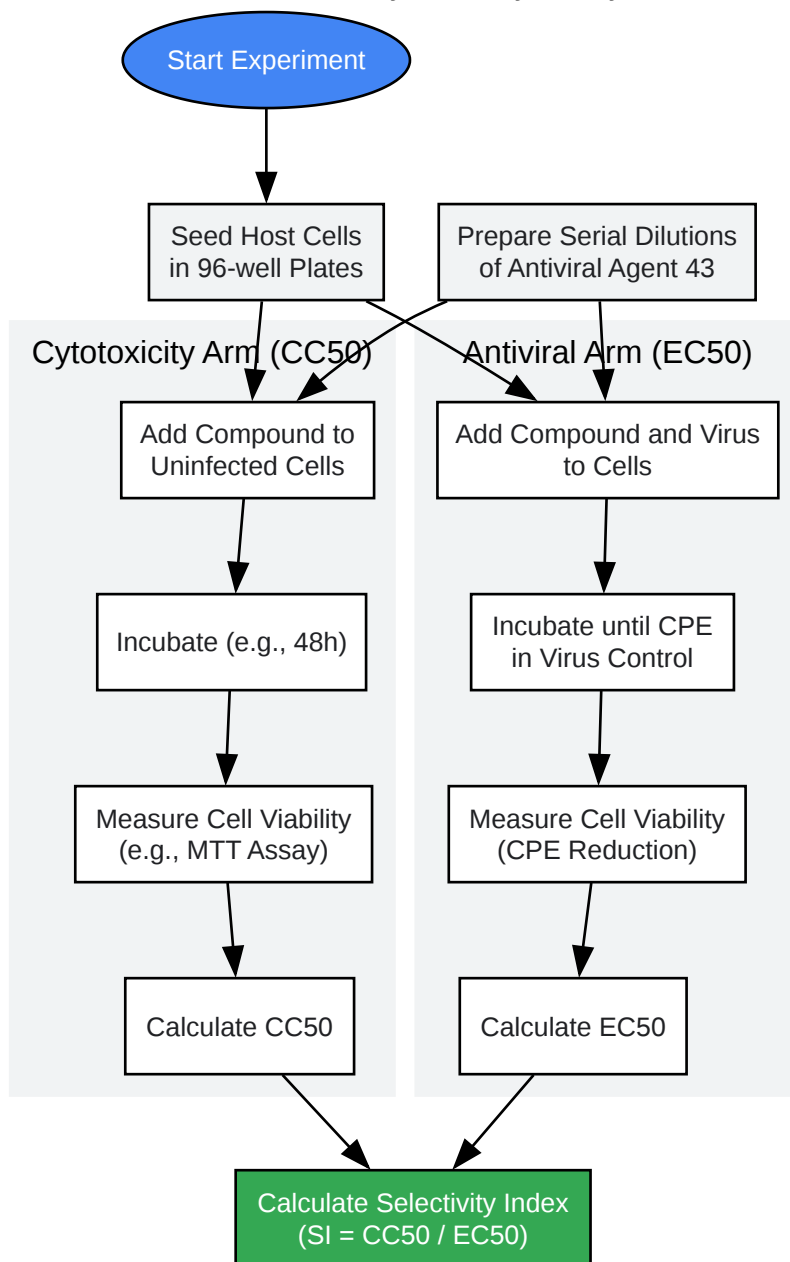 Start Experiment
Seed Host Cells
in 96-well Plates
Prepare Serial Dilutions
of Antiviral Agent 43
Cytotoxicity Arm (CC50)
Antiviral Arm (EC50)
Add Compound to
Uninfected Cells
Add Compound and Virus
to Cells
Incubate (e.g., 48h)
Incubate until CPE
in Virus Control
Measure Cell Viability
(e.g., MTT Assay)
Measure Cell Viability
(CPE Reduction)
Calculate CC50
Calculate EC50
Calculate Selectivity Index
(SI = CC50 / EC50)